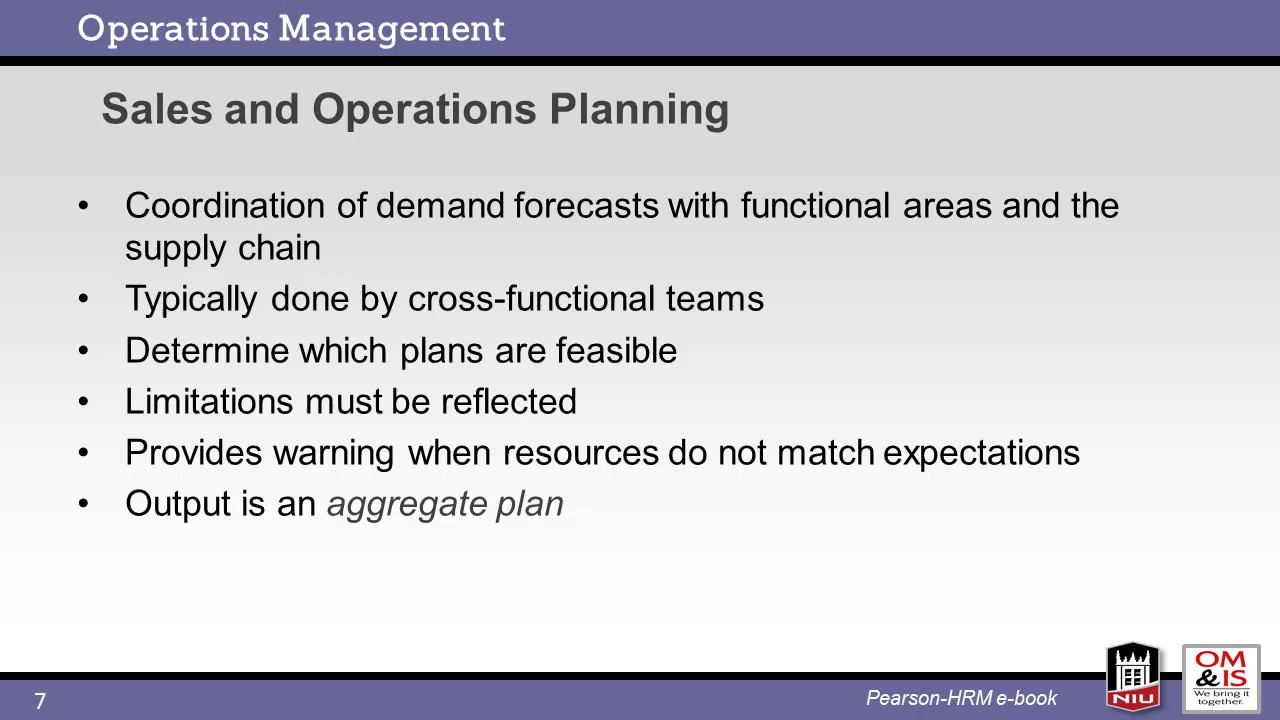 Operations Management
Sales and Operations Planning
• Coordination of demand forecasts with functional areas and the
supply chain
• Typically done by cross-functional teams
• Determine which plans are feasible
• Limitations must be reflected
• Provides warning when resources do not match expectations
• Output is an aggregate plan
7
Pearson-HRM e-book
NIU
OM
&IS
We bring it
together.